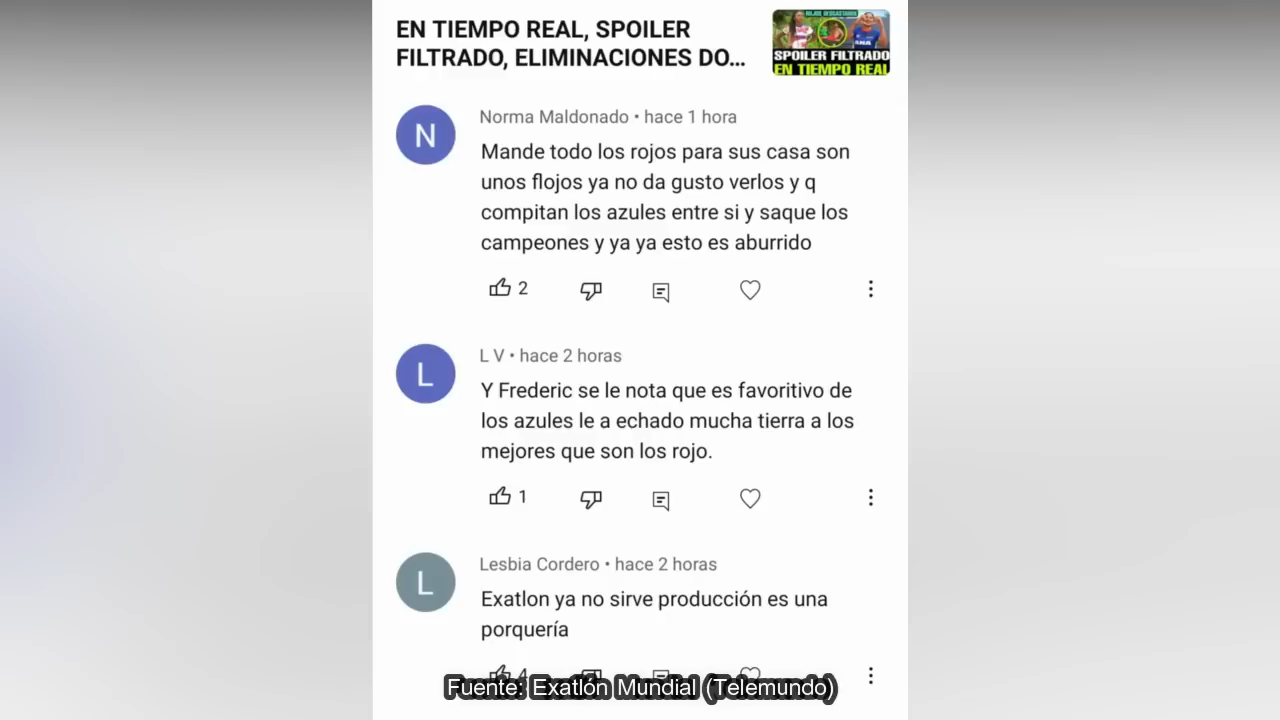 EN TIEMPO REAL, SPOILER
FILTRADO, ELIMINACIONES DO...
SPOILER FILTRADO
EN TIEMPO REAL
N
Norma Maldonado • hace 1 hora
Mande todo los rojos para sus casa son
unos flojos ya no da gusto verlos y q
compitan los azules entre si y saque los
campeones y ya ya esto es aburrido
2
L
L V • hace 2 horas
Y Frederic se le nota que es favoritivo de
los azules le a echado mucha tierra a los
mejores que son los rojo.
1
L
Lesbia Cordero • hace 2 horas
Exatlon ya no sirve producción es una
porquería
4
Fuente: Exatlón Mundial (Telemundo)